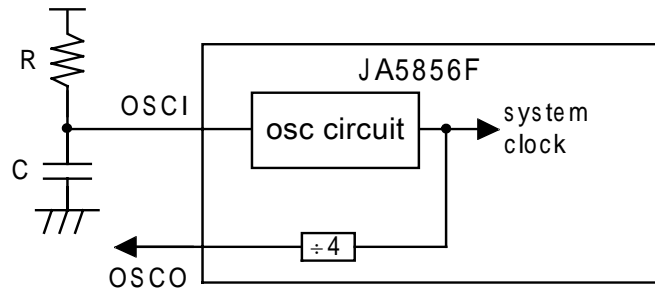 JA5856F
R
OSCI
osc circuit
system
clock
C
÷4
OSCO